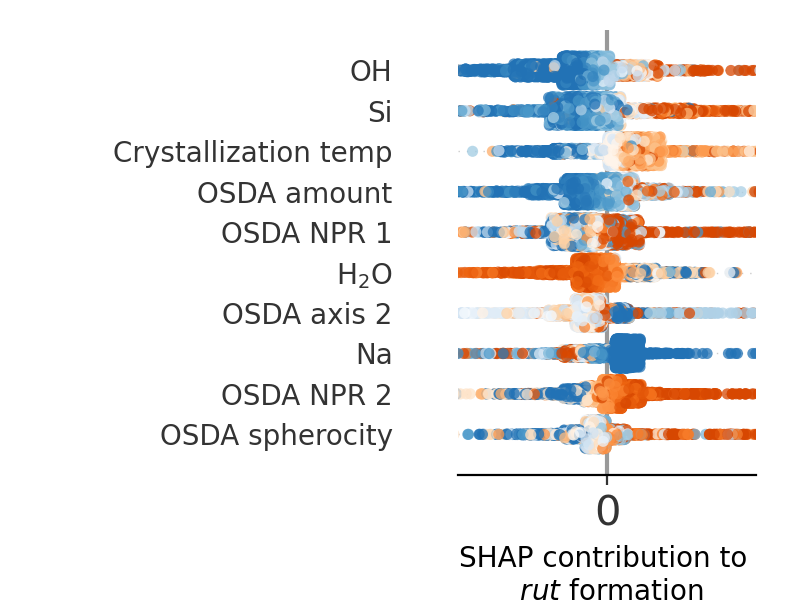 OH
Si
Crystallization temp
OSDA amount
OSDA NPR 1
H₂O
OSDA axis 2
Na
OSDA NPR 2
OSDA spherocity
0
SHAP contribution to
rut formation